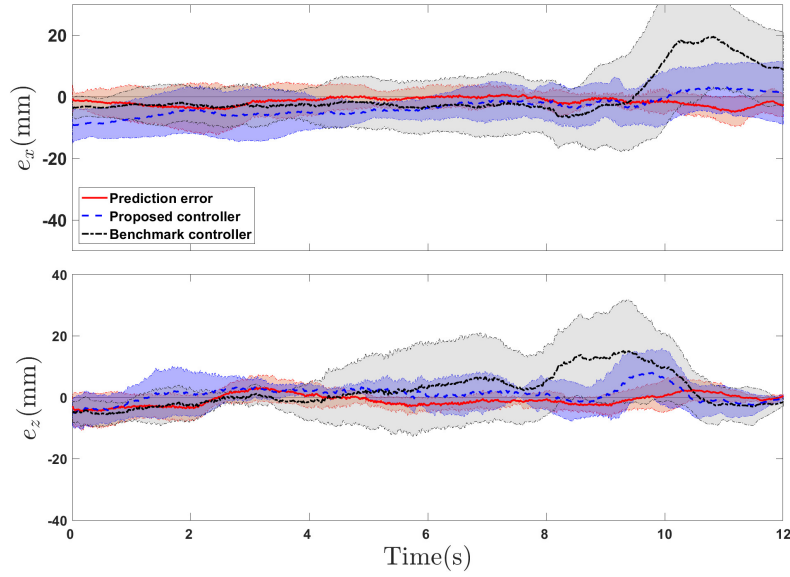 20
0
-20
-40
e_x(mm)
Prediction error
Proposed controller
Benchmark controller
40
20
0
-20
-40
e_z(mm)
0 2 4 6 8 10 12
Time(s)